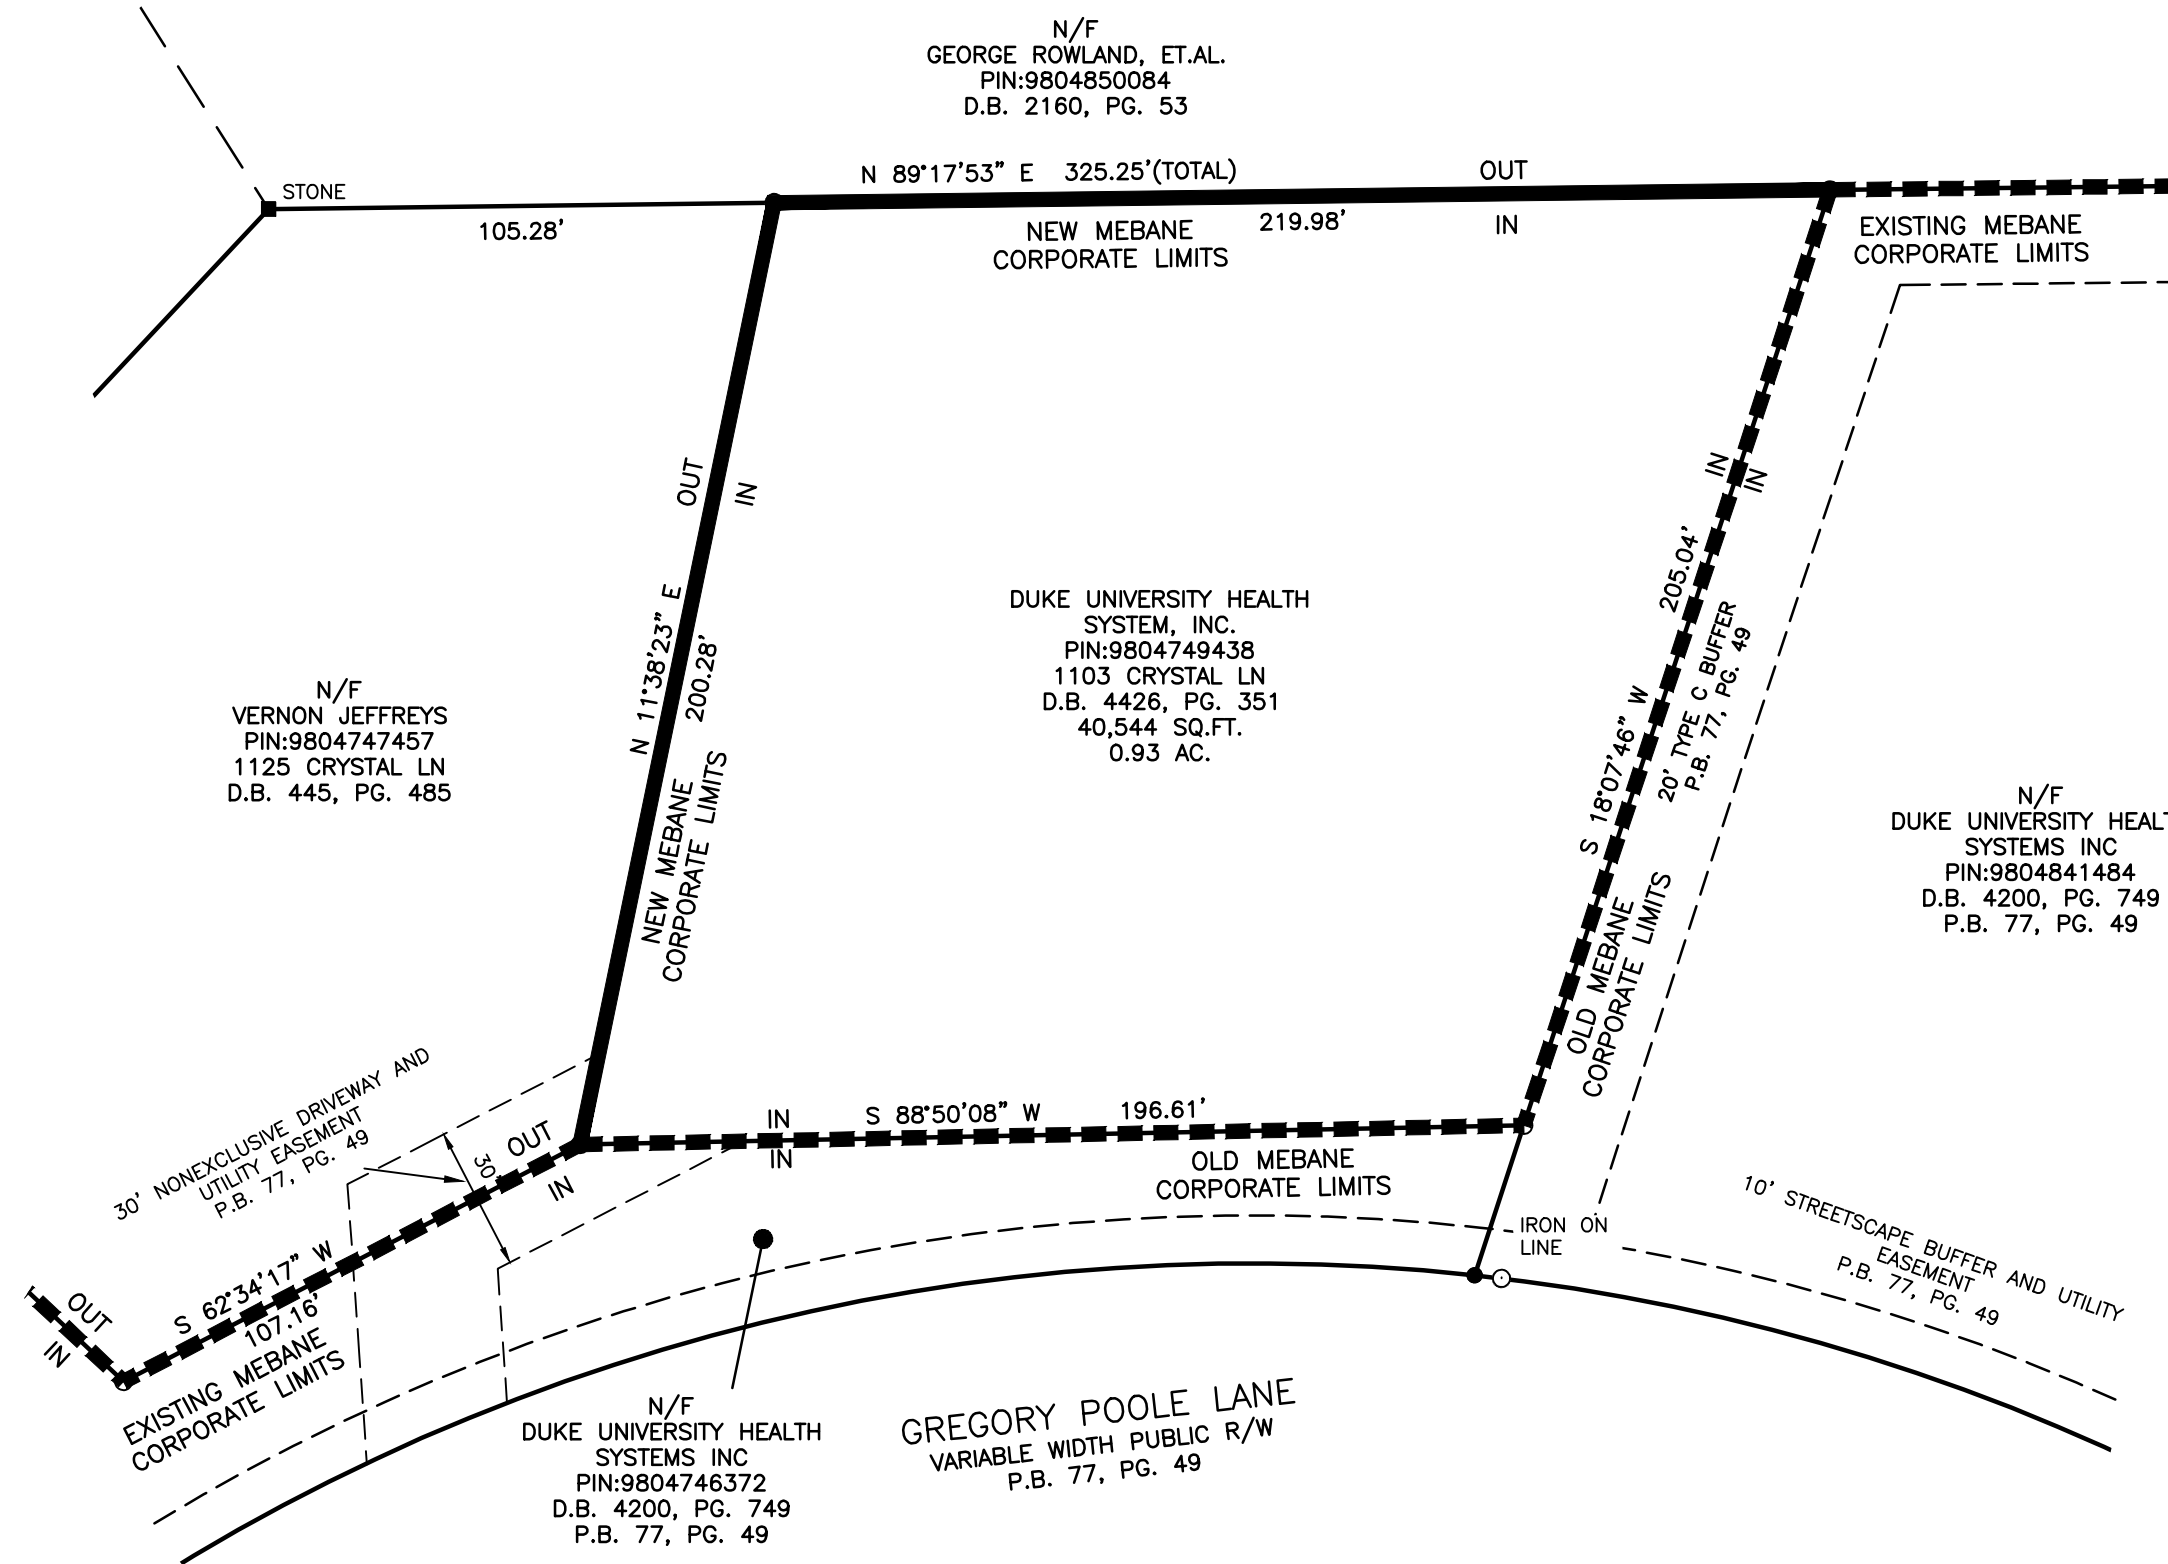 N/F
GEORGE ROWLAND, ET.AL.
PIN:9804850084
D.B. 2160, PG. 53
N 89°17'53" E 325.25'(TOTAL)
OUT
STONE
105.28'
NEW MEBANE
CORPORATE LIMITS
219.98'
IN
EXISTING MEBANE
CORPORATE LIMITS
OUT
IN
N 11°38'23" E
200.28'
NEW MEBANE
CORPORATE LIMITS
IN
IN
205.04'
S 18°07'46" W
20' TYPE C BUFFER
P.B. 77, PG. 49
OLD MEBANE
CORPORATE LIMITS
DUKE UNIVERSITY HEALTH
SYSTEM, INC.
PIN:9804749438
1103 CRYSTAL LN
D.B. 4426, PG. 351
40,544 SQ.FT.
0.93 AC.
N/F
VERNON JEFFREYS
PIN:9804747457
1125 CRYSTAL LN
D.B. 445, PG. 485
N/F
DUKE UNIVERSITY HEALT
SYSTEMS INC
PIN:9804841484
D.B. 4200, PG. 749
P.B. 77, PG. 49
30' NONEXCLUSIVE DRIVEWAY AND
UTILITY EASEMENT
P.B. 77, PG. 49
30'
OUT
IN
IN
S 88°50'08" W 196.61'
IN
OLD MEBANE
CORPORATE LIMITS
IRON ON
LINE
10' STREETSCAPE BUFFER AND UTILITY
EASEMENT
P.B. 77, PG. 49
OUT
IN
S 62°34'17" W
107.16'
EXISTING MEBANE
CORPORATE LIMITS
N/F
DUKE UNIVERSITY HEALTH
SYSTEMS INC
PIN:9804746372
D.B. 4200, PG. 749
P.B. 77, PG. 49
GREGORY POOLE LANE
VARIABLE WIDTH PUBLIC R/W
P.B. 77, PG. 49